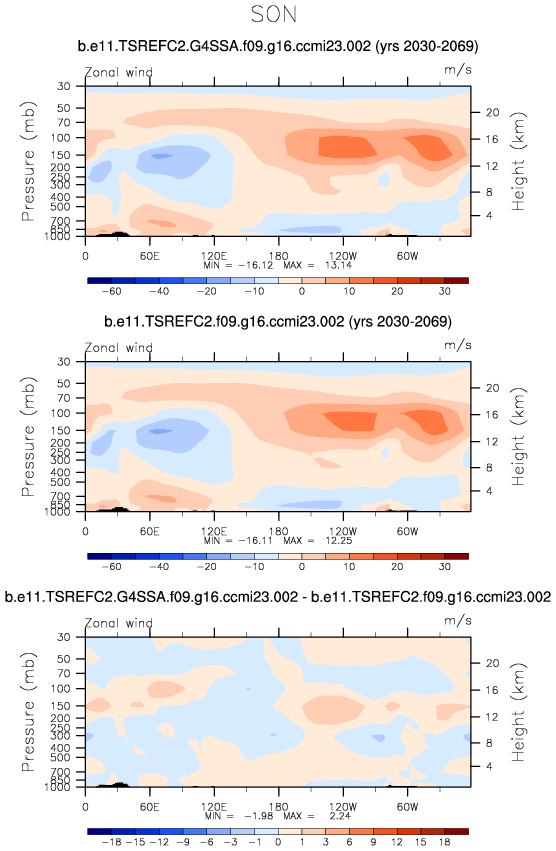 SON
b.e11.TSREFC2.G4SSA.f09.g16.ccmi23.002 (yrs 2030-2069)
Zonal wind m/s
Pressure (mb)
30
50
70
100
150
200
250
300
400
500
700
850
1000
Height (km)
20
16
12
8
4
0 60E 120E 180 120W 60W
MIN = -16.12 MAX = 13.14
-60 -40 -20 -10 0 10 20 30
b.e11.TSREFC2.f09.g16.ccmi23.002 (yrs 2030-2069)
Zonal wind m/s
Pressure (mb)
30
50
70
100
150
200
250
300
400
500
700
850
1000
Height (km)
20
16
12
8
4
0 60E 120E 180 120W 60W
MIN = -16.11 MAX = 12.25
-60 -40 -20 -10 0 10 20 30
b.e11.TSREFC2.G4SSA.f09.g16.ccmi23.002 - b.e11.TSREFC2.f09.g16.ccmi23.002
Zonal wind m/s
Pressure (mb)
30
50
70
100
150
200
250
300
400
500
700
850
1000
Height (km)
20
16
12
8
4
0 60E 120E 180 120W 60W
MIN = -1.98 MAX = 2.24
-18 -15 -12 -9 -6 -3 -1 0 1 3 6 9 12 15 18